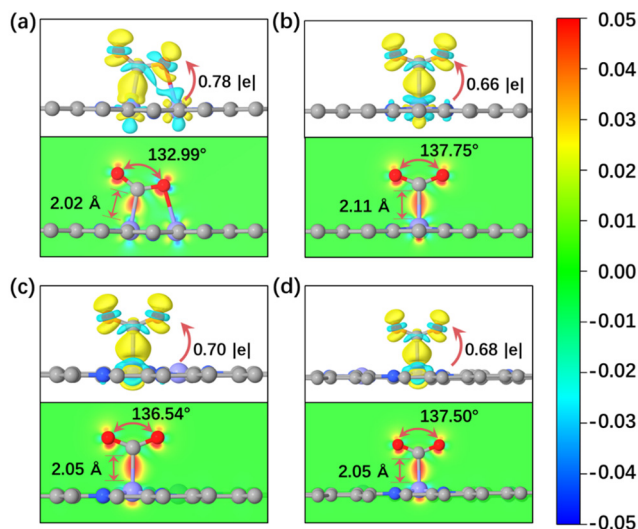 (a)
0.78 |e|
132.99°
2.02 Å
(b)
0.66 |e|
137.75°
2.11 Å
(c)
0.70 |e|
136.54°
2.05 Å
(d)
0.68 |e|
137.50°
2.05 Å
0.05
0.04
0.03
0.02
0.01
0.00
-0.01
-0.02
-0.03
-0.04
-0.05